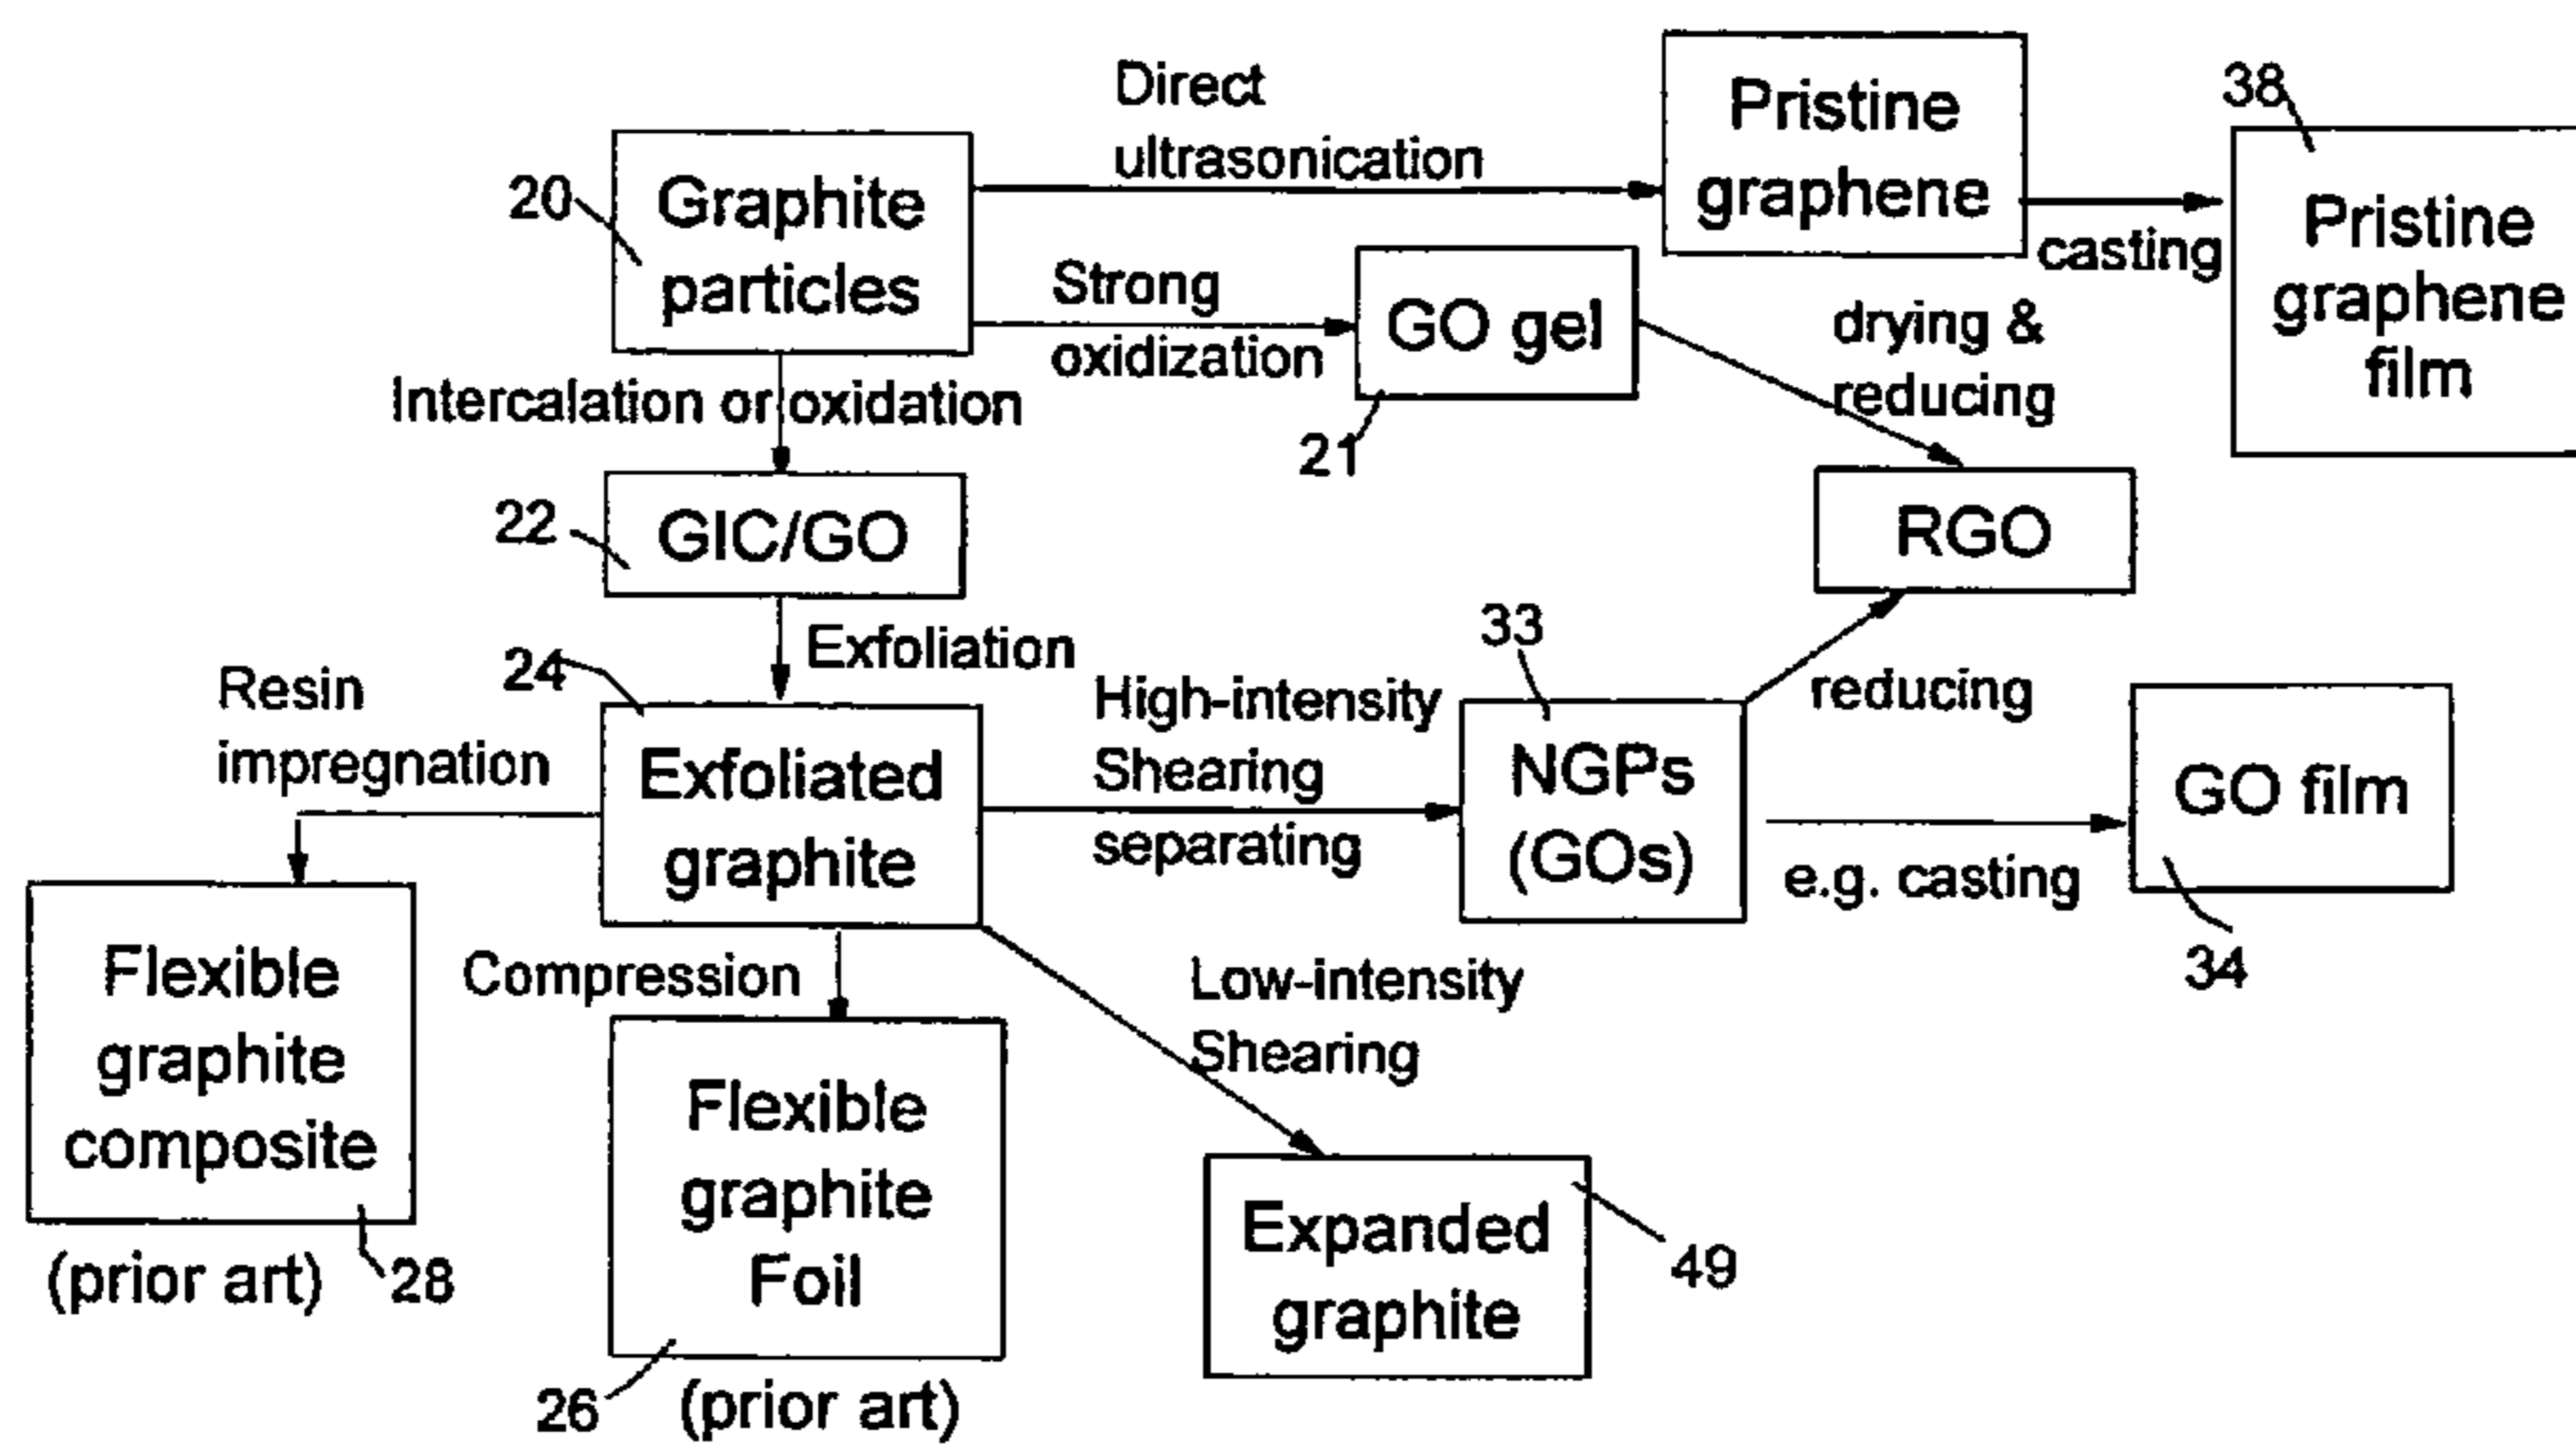 Direct
ultrasonication
Pristine
graphene
38
casting
Pristine
graphene
film
20
Graphite
particles
Strong
oxidization
GO gel
21
drying &
reducing
Intercalation or oxidation
22
GIC/GO
RGO
Exfoliation
24
Resin
impregnation
Exfoliated
graphite
High-intensity
Shearing
separating
33
NGPs
(GOs)
reducing
e.g. casting
GO film
34
Flexible
graphite
composite
(prior art)
28
Compression
Flexible
graphite
Foil
26
(prior art)
Low-intensity
Shearing
Expanded
graphite
49